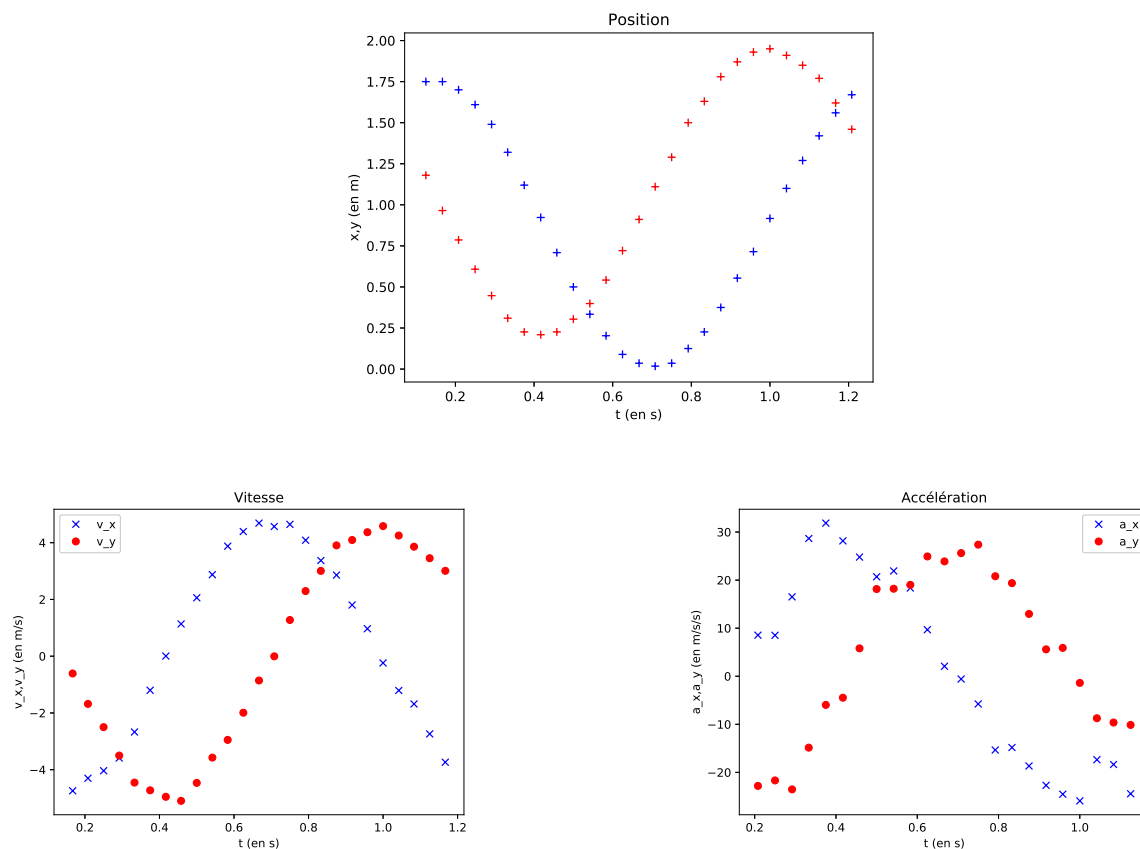 Position
2.00
1.75
1.50
1.25
1.00
0.75
0.50
0.25
0.00
x,y (en m)
0.2 0.4 0.6 0.8 1.0 1.2
t (en s)
Vitesse
v_x
v_y
4
2
0
−2
−4
v_x,v_y (en m/s)
0.2 0.4 0.6 0.8 1.0 1.2
t (en s)
Accélération
a_x
a_y
30
20
10
0
−10
−20
a_x,a_y (en m/s/s)
0.2 0.4 0.6 0.8 1.0
t (en s)